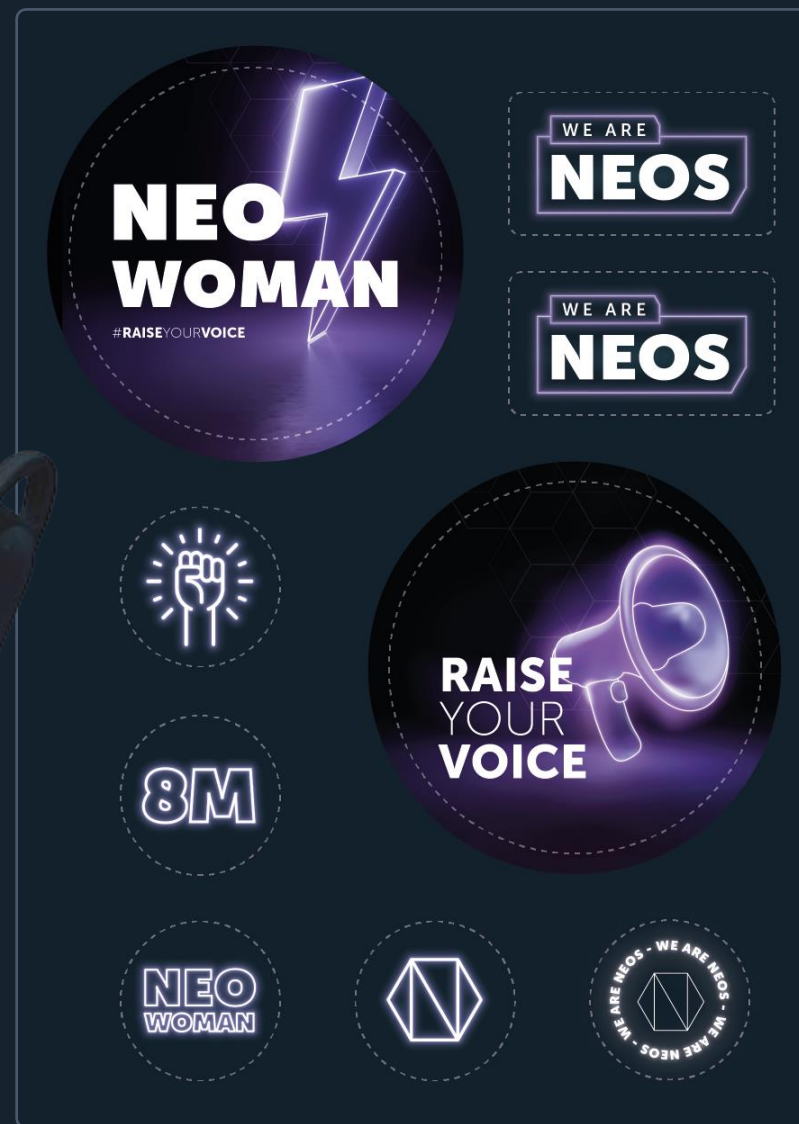 NEO
WOMAN
#RAISEYOURVOICE
WE ARE
NEOS
WE ARE
NEOS
RAISE
YOUR
VOICE
8M
NEO
WOMAN
N
WE ARE NEOS - WE ARE NEOS - WE ARE NEOS -
N